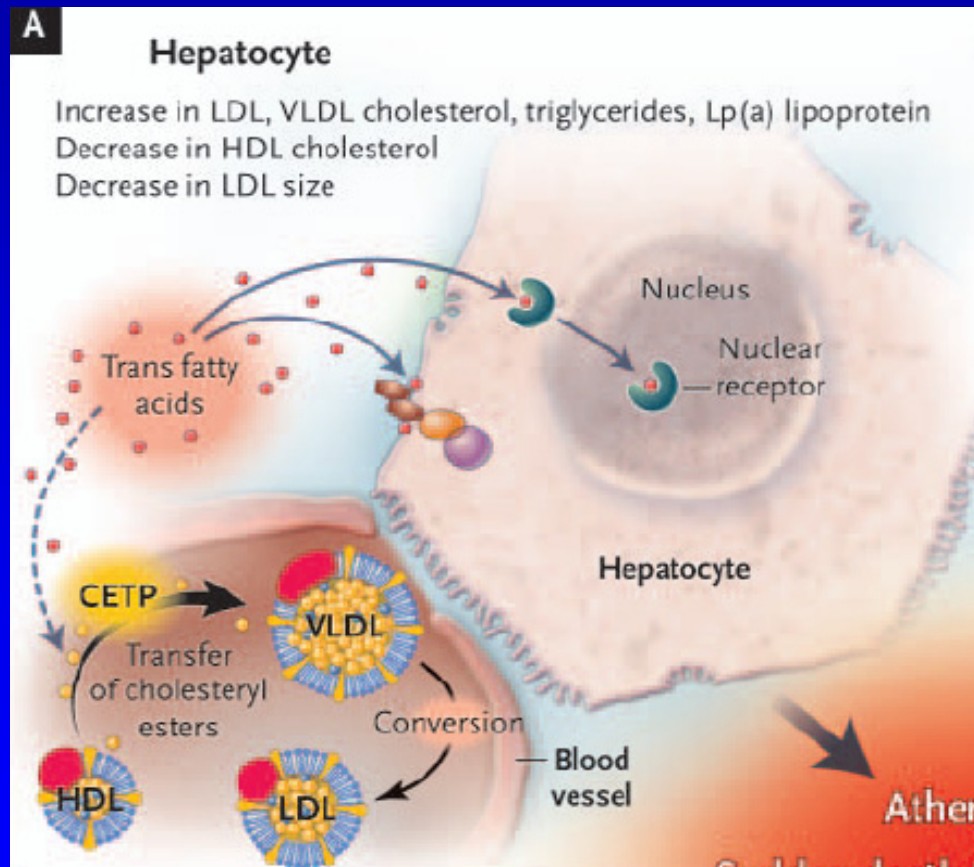 A
Hepatocyte
Increase in LDL, VLDL cholesterol, triglycerides, Lp(a) lipoprotein
Decrease in HDL cholesterol
Decrease in LDL size
Nucleus
Nuclear
receptor
Trans fatty
acids
Hepatocyte
CETP
VLDL
Transfer
of cholesteryl
esters
Conversion
Blood
vessel
HDL
LDL
Ather